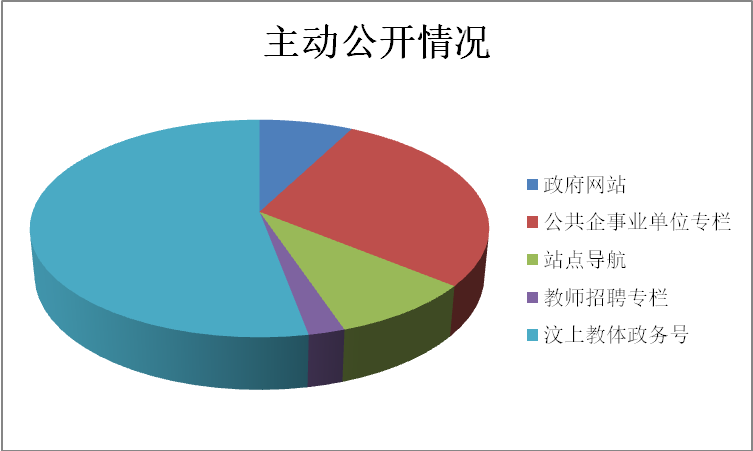 主动公开情况
政府网站
公共企事业单位专栏
站点导航
教师招聘专栏
汶上教体政务号